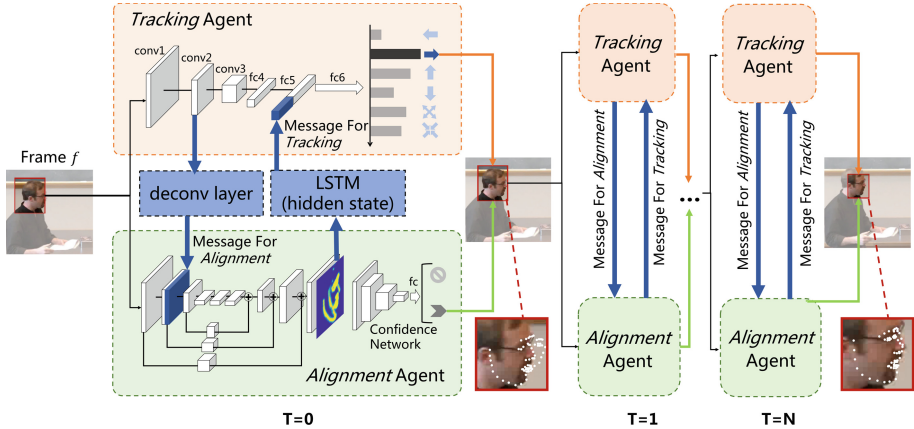 Tracking Agent
conv1
conv2
conv3
fc4
fc5
fc6
Message For
Tracking
Frame f
deconv layer
LSTM
(hidden state)
Message For
Alignment
fc
Confidence
Network
Alignment Agent
T=0
Tracking
Agent
Message For Alignment
Message For Tracking
Alignment
Agent
T=1
...
Tracking
Agent
Message For Alignment
Message For Tracking
Alignment
Agent
T=N